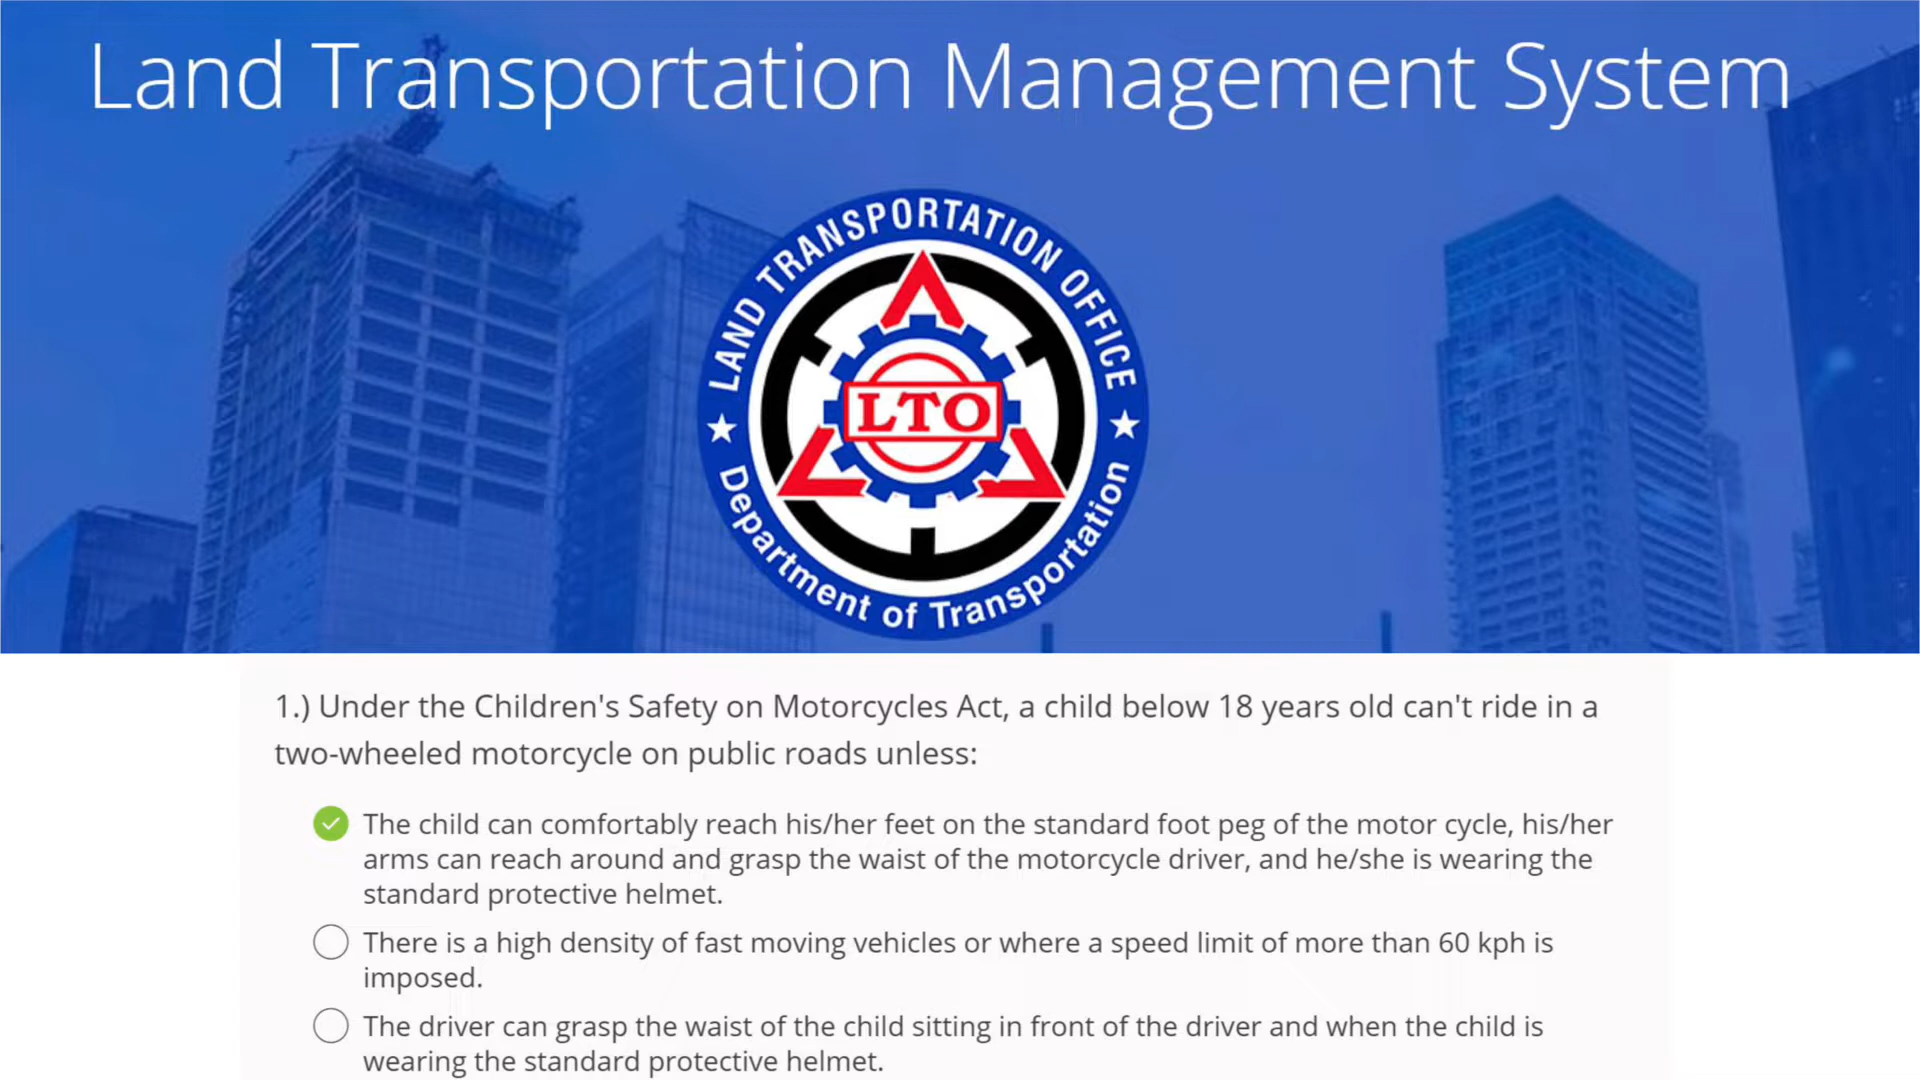 Land Transportation Management System
LAND TRANSPORTATION OFFICE
LTO
Department of Transportation
1.) Under the Children's Safety on Motorcycles Act, a child below 18 years old can't ride in a
two-wheeled motorcycle on public roads unless:
The child can comfortably reach his/her feet on the standard foot peg of the motor cycle, his/her
arms can reach around and grasp the waist of the motorcycle driver, and he/she is wearing the
standard protective helmet.
There is a high density of fast moving vehicles or where a speed limit of more than 60 kph is
imposed.
The driver can grasp the waist of the child sitting in front of the driver and when the child is
wearing the standard protective helmet.